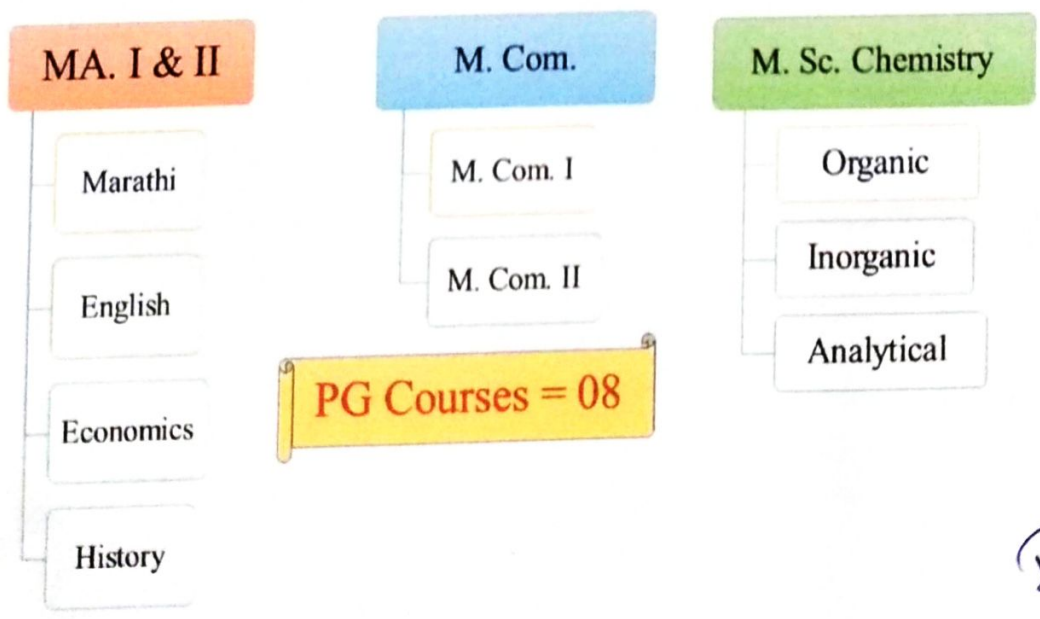 MA. I & II
Marathi
English
Economics
History
M. Com.
M. Com. I
M. Com. II
PG Courses = 08
M. Sc. Chemistry
Organic
Inorganic
Analytical